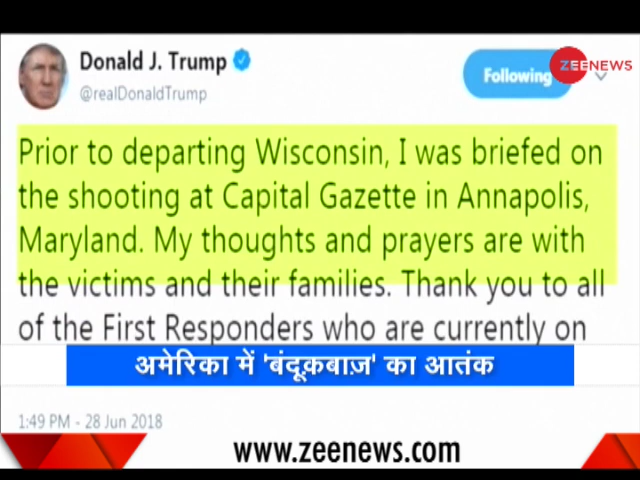 Donald J. Trump
@realDonaldTrump
Following
ZEENEWS
Prior to departing Wisconsin, I was briefed on
the shooting at Capital Gazette in Annapolis,
Maryland. My thoughts and prayers are with
the victims and their families. Thank you to all
of the First Responders who are currently on
अमेरिका में 'बंदूक़बाज़' का आतंक
1:49 PM - 28 Jun 2018
www.zeenews.com